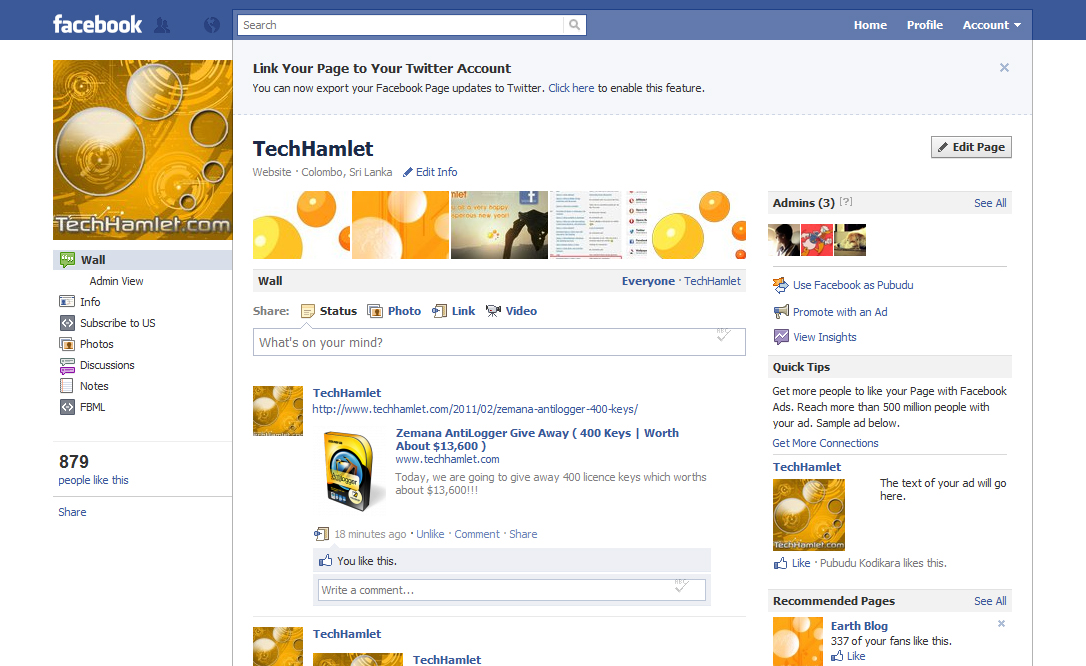 facebook
Search
Home Profile Account
Link Your Page to Your Twitter Account
You can now export your Facebook Page updates to Twitter. Click here to enable this feature.
TechHamlet.com
Wall
Admin View
Info
Subscribe to US
Photos
Discussions
Notes
FBML
879
people like this
Share
TechHamlet
Website · Colombo, Sri Lanka Edit Info
Edit Page
Wall
Everyone · TechHamlet
Share: Status Photo Link Video
What's on your mind?
TechHamlet
http://www.techhamlet.com/2011/02/zemana-antilogger-400-keys/
Zemana AntiLogger Give Away ( 400 Keys | Worth
About $13,600 )
www.techhamlet.com
Today, we are going to give away 400 licence keys which worths
about $13,600!!!
18 minutes ago · Unlike · Comment · Share
You like this.
Write a comment...
TechHamlet
TechHamlet
Admins (3) [?] See All
Use Facebook as Pubudu
Promote with an Ad
View Insights
Quick Tips
Get more people to like your Page with Facebook
Ads. Reach more than 500 million people with
your ad. Sample ad below.
Get More Connections
TechHamlet
The text of your ad will go
here.
Like · Pubudu Kodikara likes this.
Recommended Pages See All
Earth Blog
337 of your fans like this.
Like